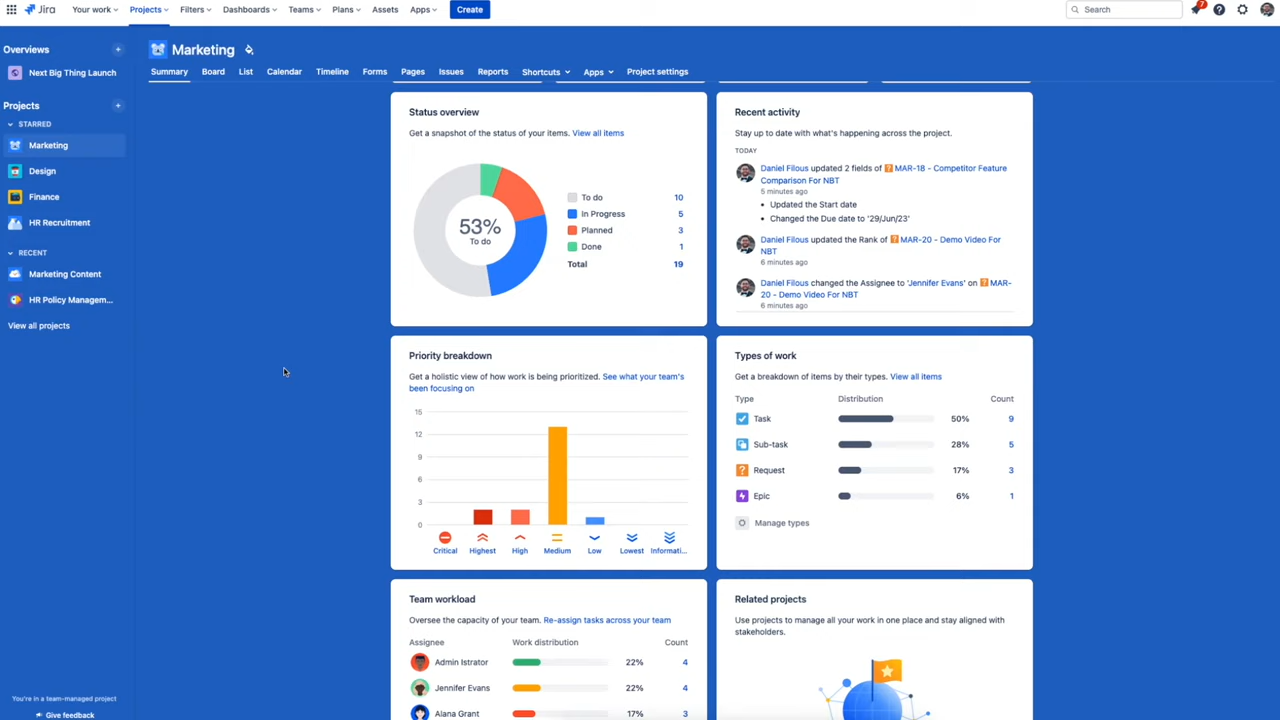 Jira
Your work
Projects
Filters
Dashboards
Teams
Plans
Assets
Apps
Create
Search
7
Overviews
Next Big Thing Launch
Projects
STARRED
Marketing
Design
Finance
HR Recruitment
RECENT
Marketing Content
HR Policy Managem...
View all projects
You're in a team-managed project
Give feedback
Marketing
Summary
Board
List
Calendar
Timeline
Forms
Pages
Issues
Reports
Shortcuts
Apps
Project settings
Status overview
Get a snapshot of the status of your items. View all items
53%
To do
To do 10
In Progress 5
Planned 3
Done 1
Total 19
Recent activity
Stay up to date with what's happening across the project.
TODAY
Daniel Filous updated 2 fields of MAR-18 - Competitor Feature
Comparison For NBT
5 minutes ago
• Updated the Start date
• Changed the Due date to '29/Jun/23'
Daniel Filous updated the Rank of MAR-20 - Demo Video For
NBT
6 minutes ago
Daniel Filous changed the Assignee to 'Jennifer Evans' on MAR-
20 - Demo Video For NBT
6 minutes ago
Priority breakdown
Get a holistic view of how work is being prioritized. See what your team's
been focusing on
15
12
9
6
3
0
Critical
Highest
High
Medium
Low
Lowest
Informati...
Types of work
Get a breakdown of items by their types. View all items
Type Distribution Count
Task 50% 9
Sub-task 28% 5
Request 17% 3
Epic 6% 1
Manage types
Team workload
Oversee the capacity of your team. Re-assign tasks across your team
Assignee Work distribution Count
Admin Istrator 22% 4
Jennifer Evans 22% 4
Alana Grant 17% 3
Related projects
Use projects to manage all your work in one place and stay aligned with
stakeholders.